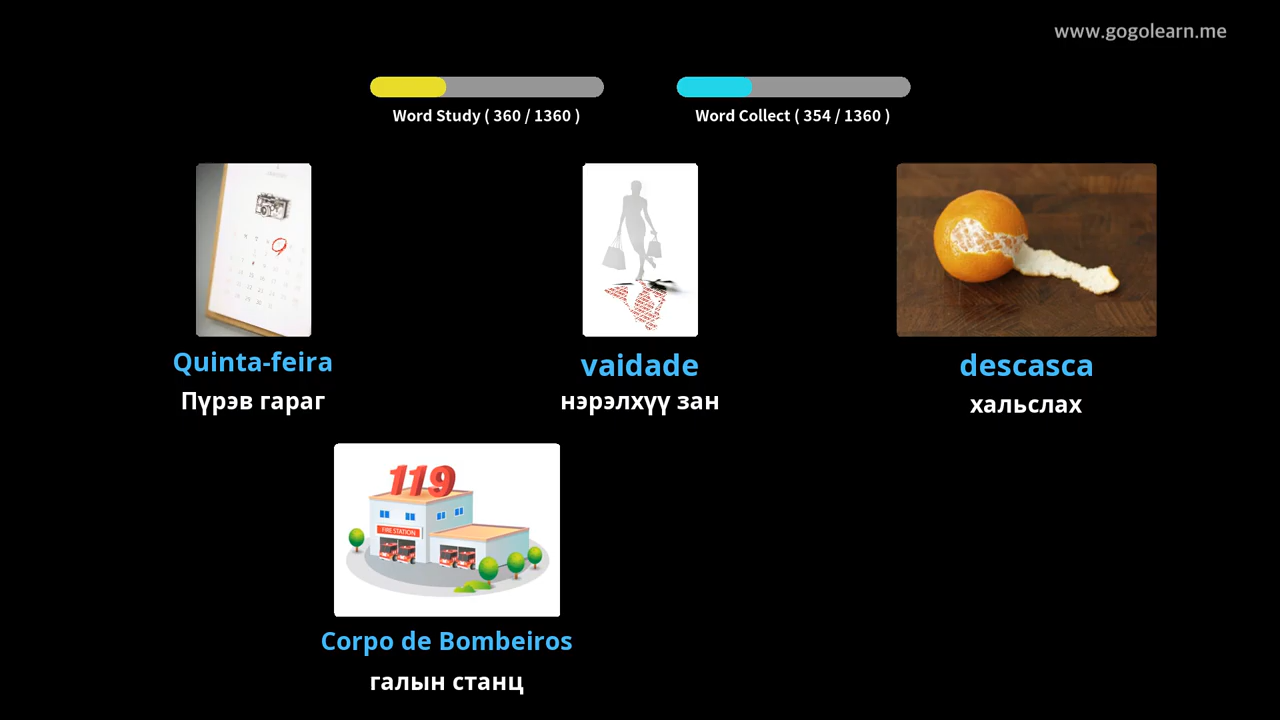 www.gogolearn.me
Word Study ( 360 / 1360 )
Word Collect ( 354 / 1360 )
Quinta-feira
Пүрэв гараг
vaidade
нэрэлхүү зан
descasca
хальслах
119
FIRE STATION
Corpo de Bombeiros
галын станц